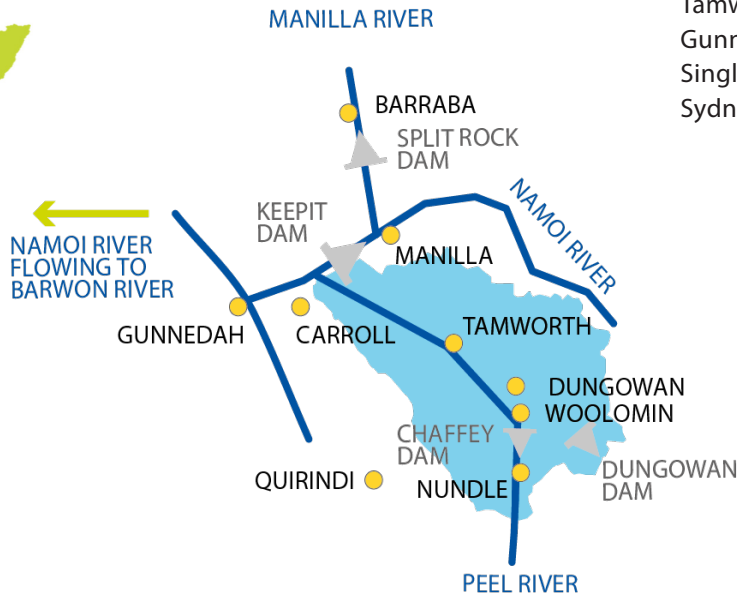 MANILLA RIVER
BARRABA
SPLIT ROCK
DAM
KEEPIT
DAM
NAMOI RIVER
NAMOI RIVER
FLOWING TO
BARWON RIVER
MANILLA
GUNNEDAH
CARROLL
TAMWORTH
DUNGOWAN
WOOLOMIN
CHAFFEY
DAM
DUNGOWAN
DAM
QUIRINDI
NUNDLE
PEEL RIVER